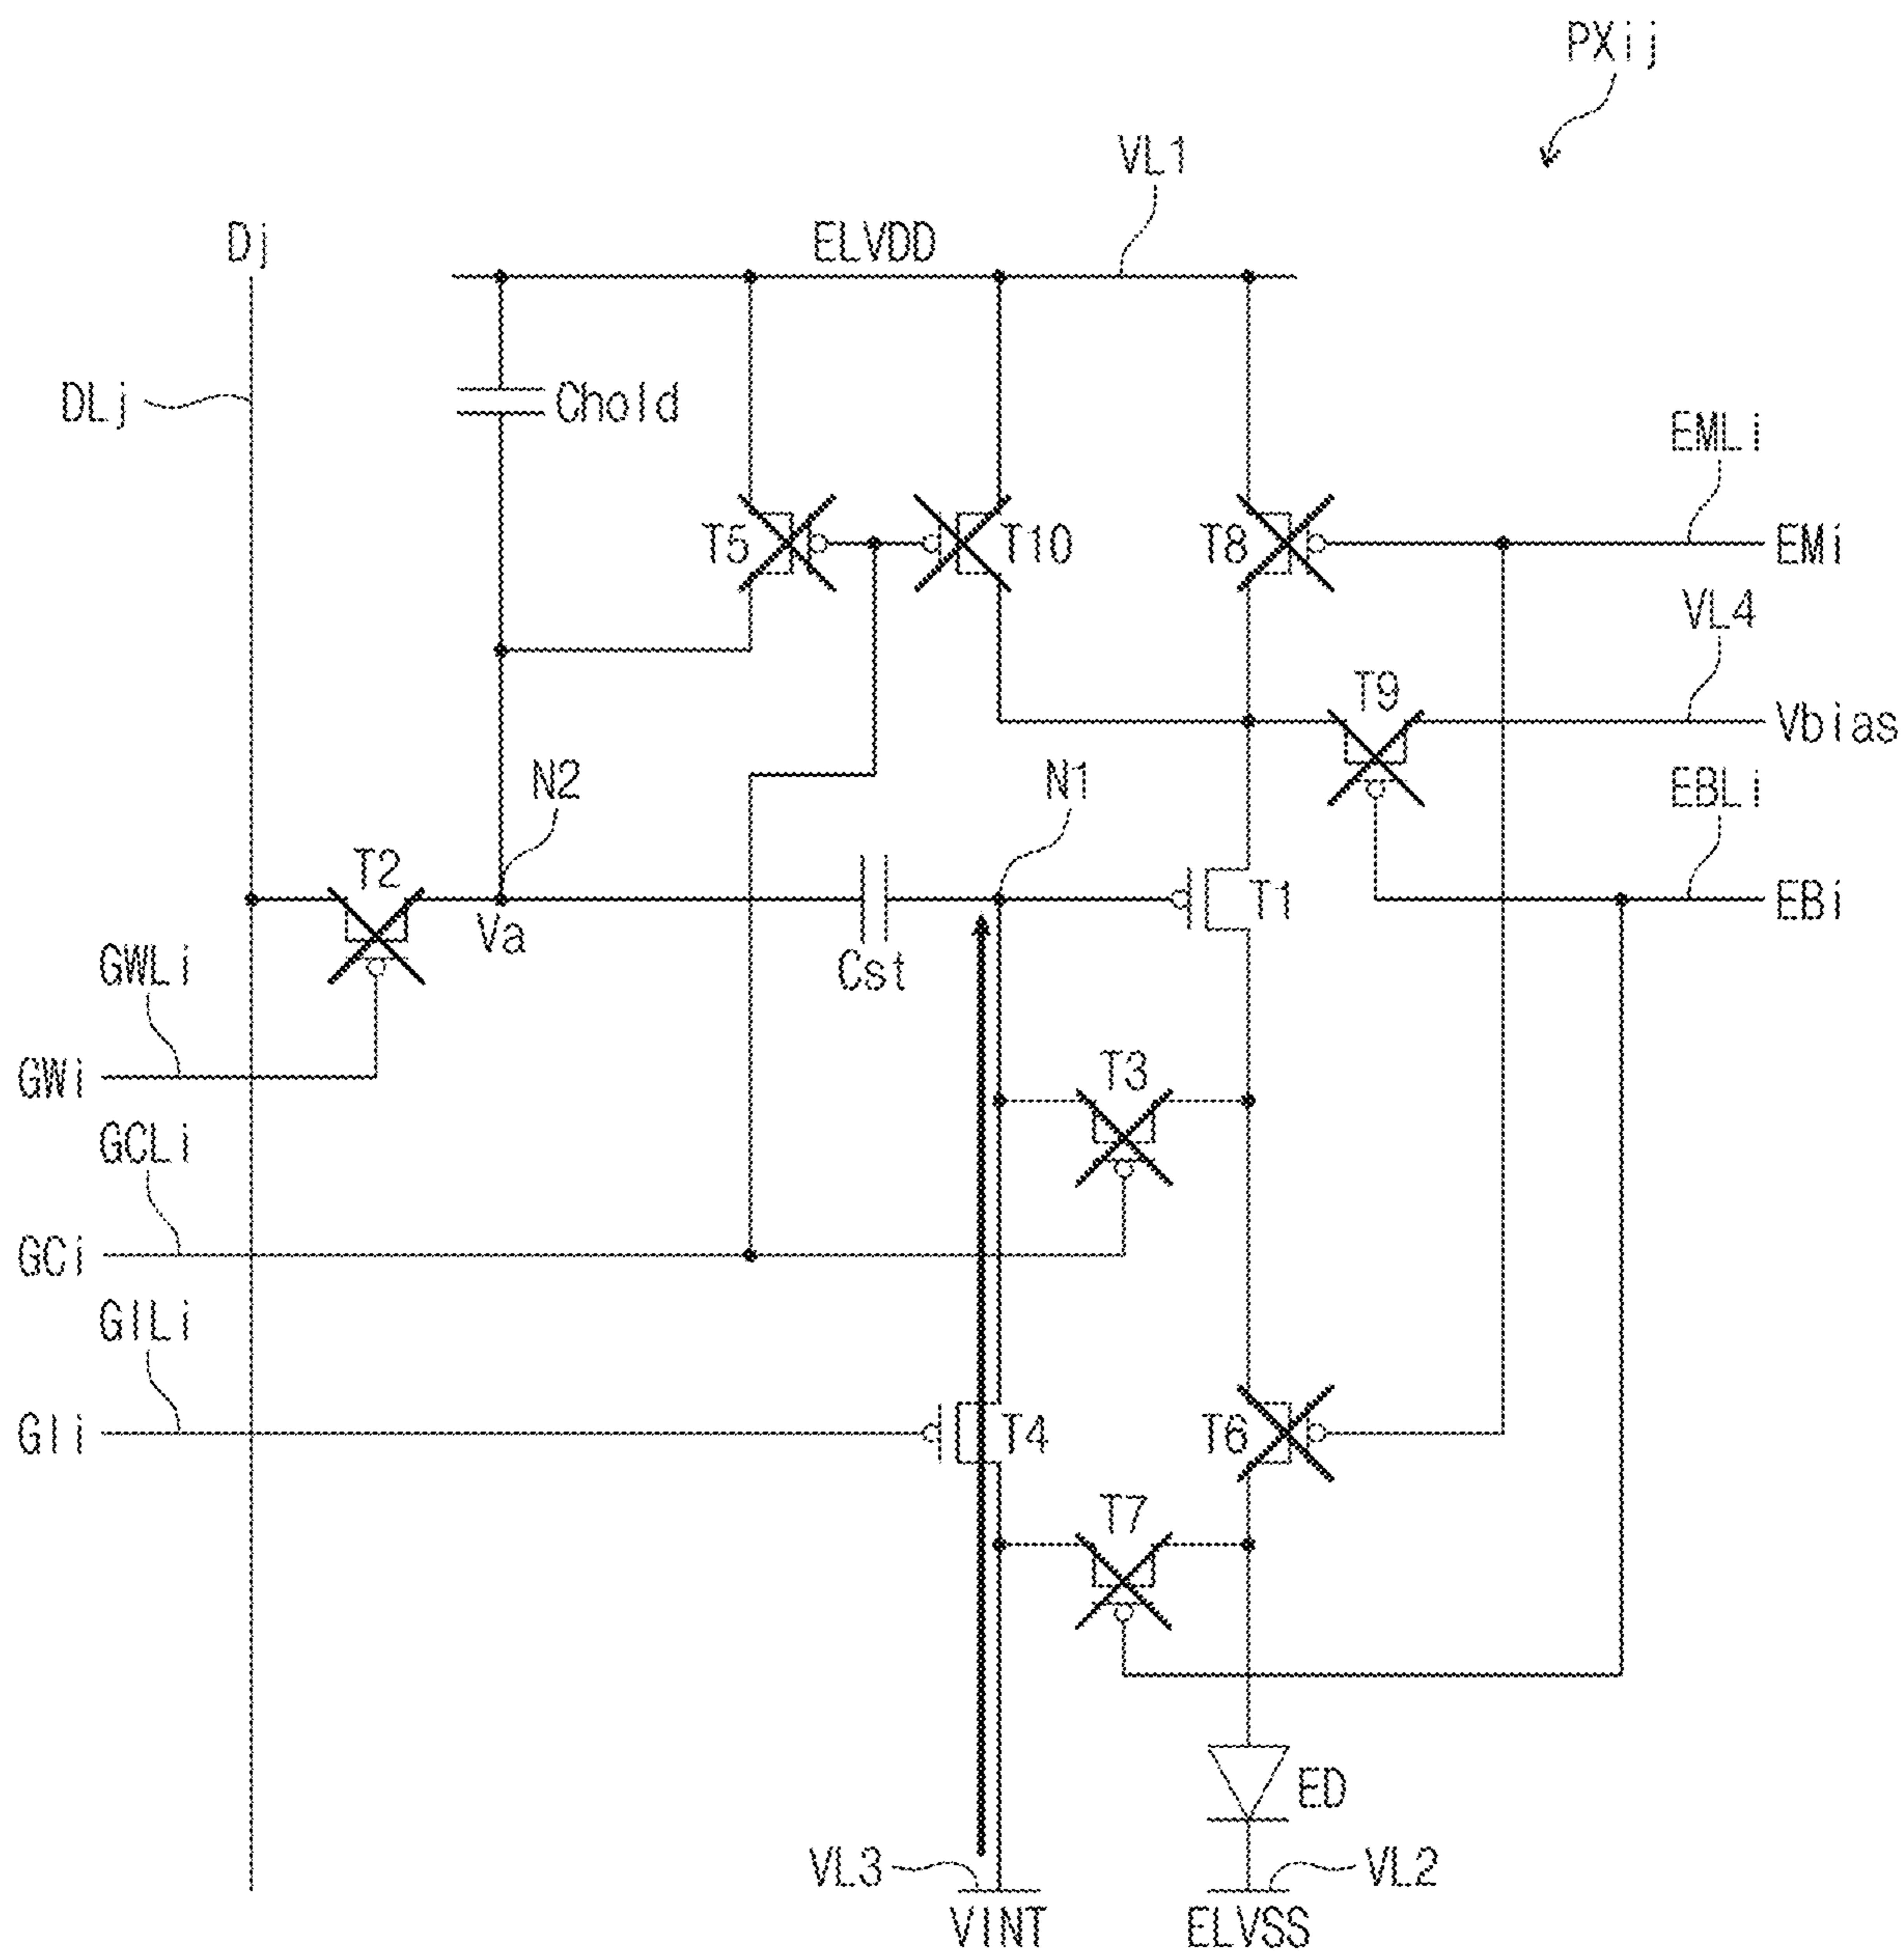 PXij
VL1
Dj
ELVDD
DLj
Chold
EMLi
T5
T10
T8
EMi
VL4
T9
Vbias
N2
N1
EBLi
T2
T1
EBi
Va
Cst
GWLi
T3
GWi
GCLi
GCi
GILi
GIi
T4
T6
T7
ED
VL3
VL2
VINT
ELVSS